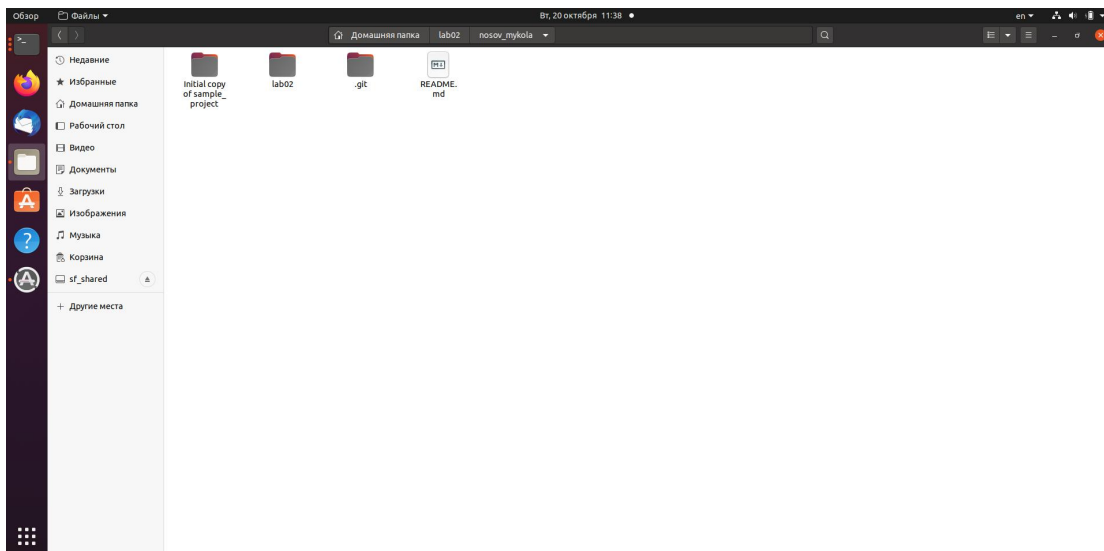 Обзор
Файлы
Вт, 20 октября 11:38
en
Домашняя папка
lab02
nosov_mykola
Недавние
Избранные
Домашняя папка
Рабочий стол
Видео
Документы
Загрузки
Изображения
Музыка
Корзина
sf_shared
+ Другие места
Initial copy
of sample_
project
lab02
.git
README.
md